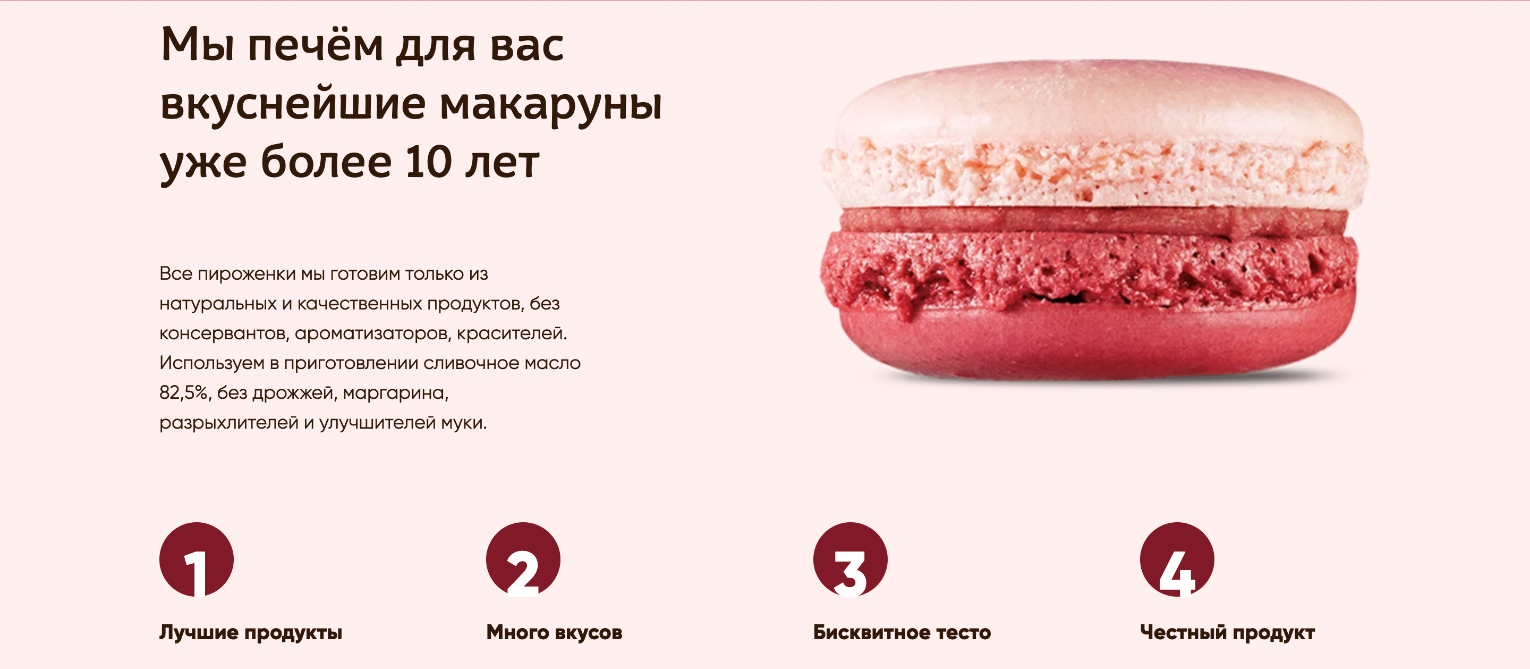 Мы печём для вас
вкуснейшие макаруны
уже более 10 лет
Все пироженки мы готовим только из
натуральных и качественных продуктов, без
консервантов, ароматизаторов, красителей.
Используем в приготовлении сливочное масло
82,5%, без дрожжей, маргарина,
разрыхлителей и улучшителей муки.
1
2
3
4
Лучшие продукты
Много вкусов
Бисквитное тесто
Честный продукт